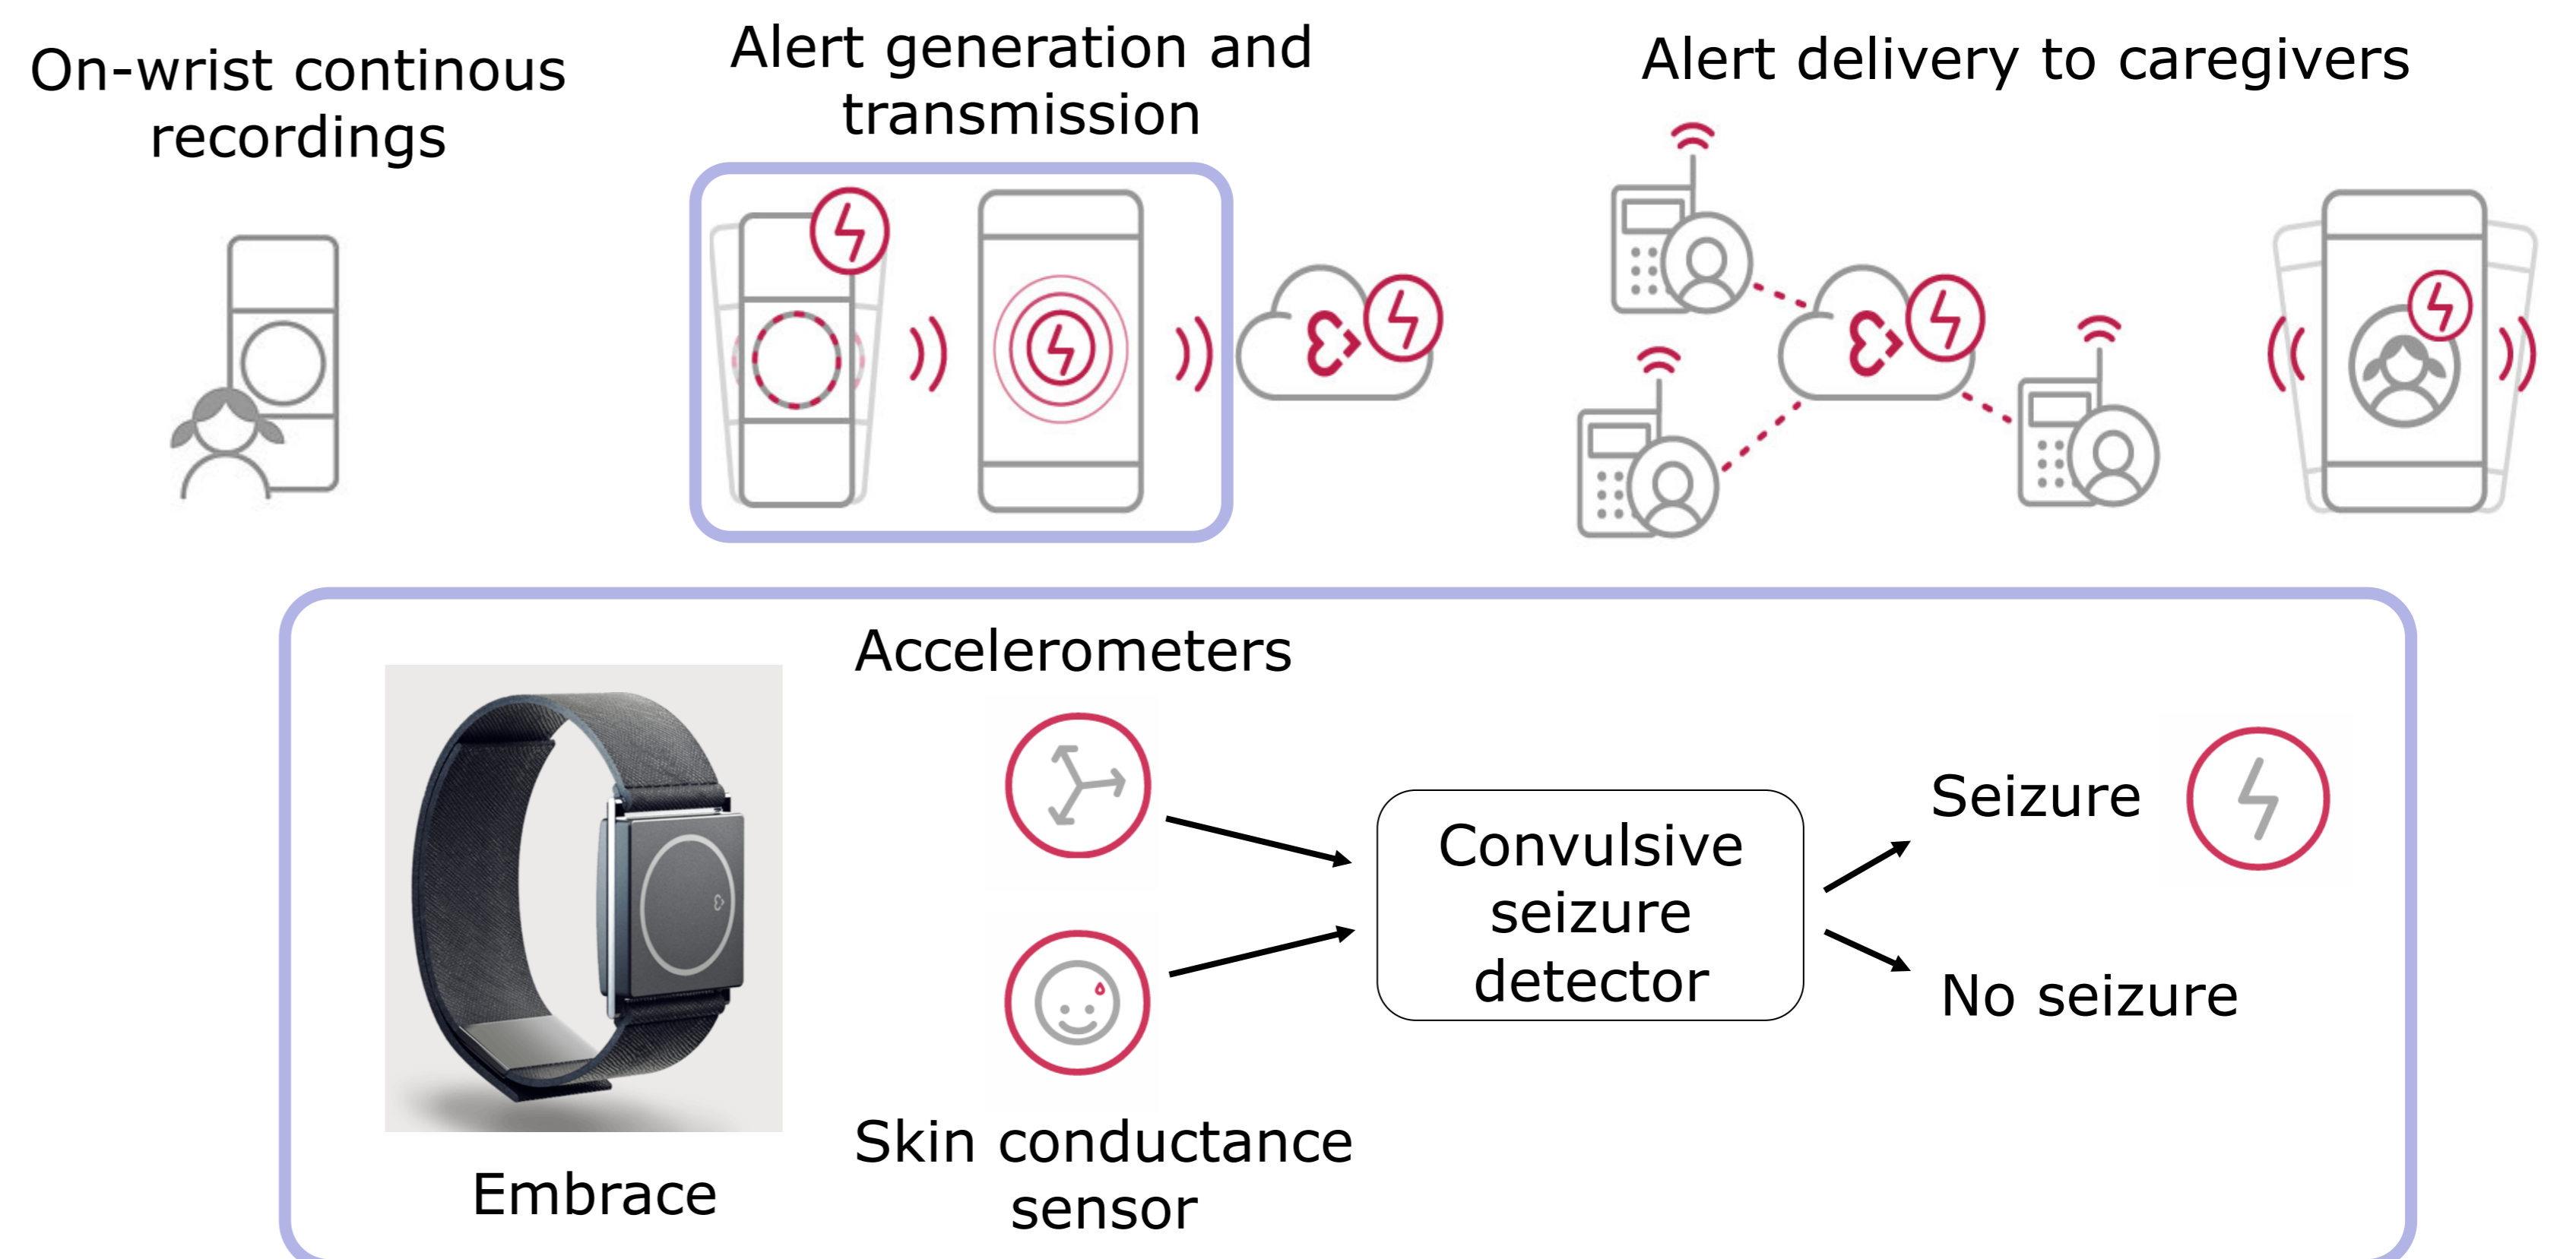 On-wrist continous
recordings
Alert generation and
transmission
Alert delivery to caregivers
Accelerometers
Skin conductance
sensor
Embrace
Convulsive
seizure
detector
Seizure
No seizure